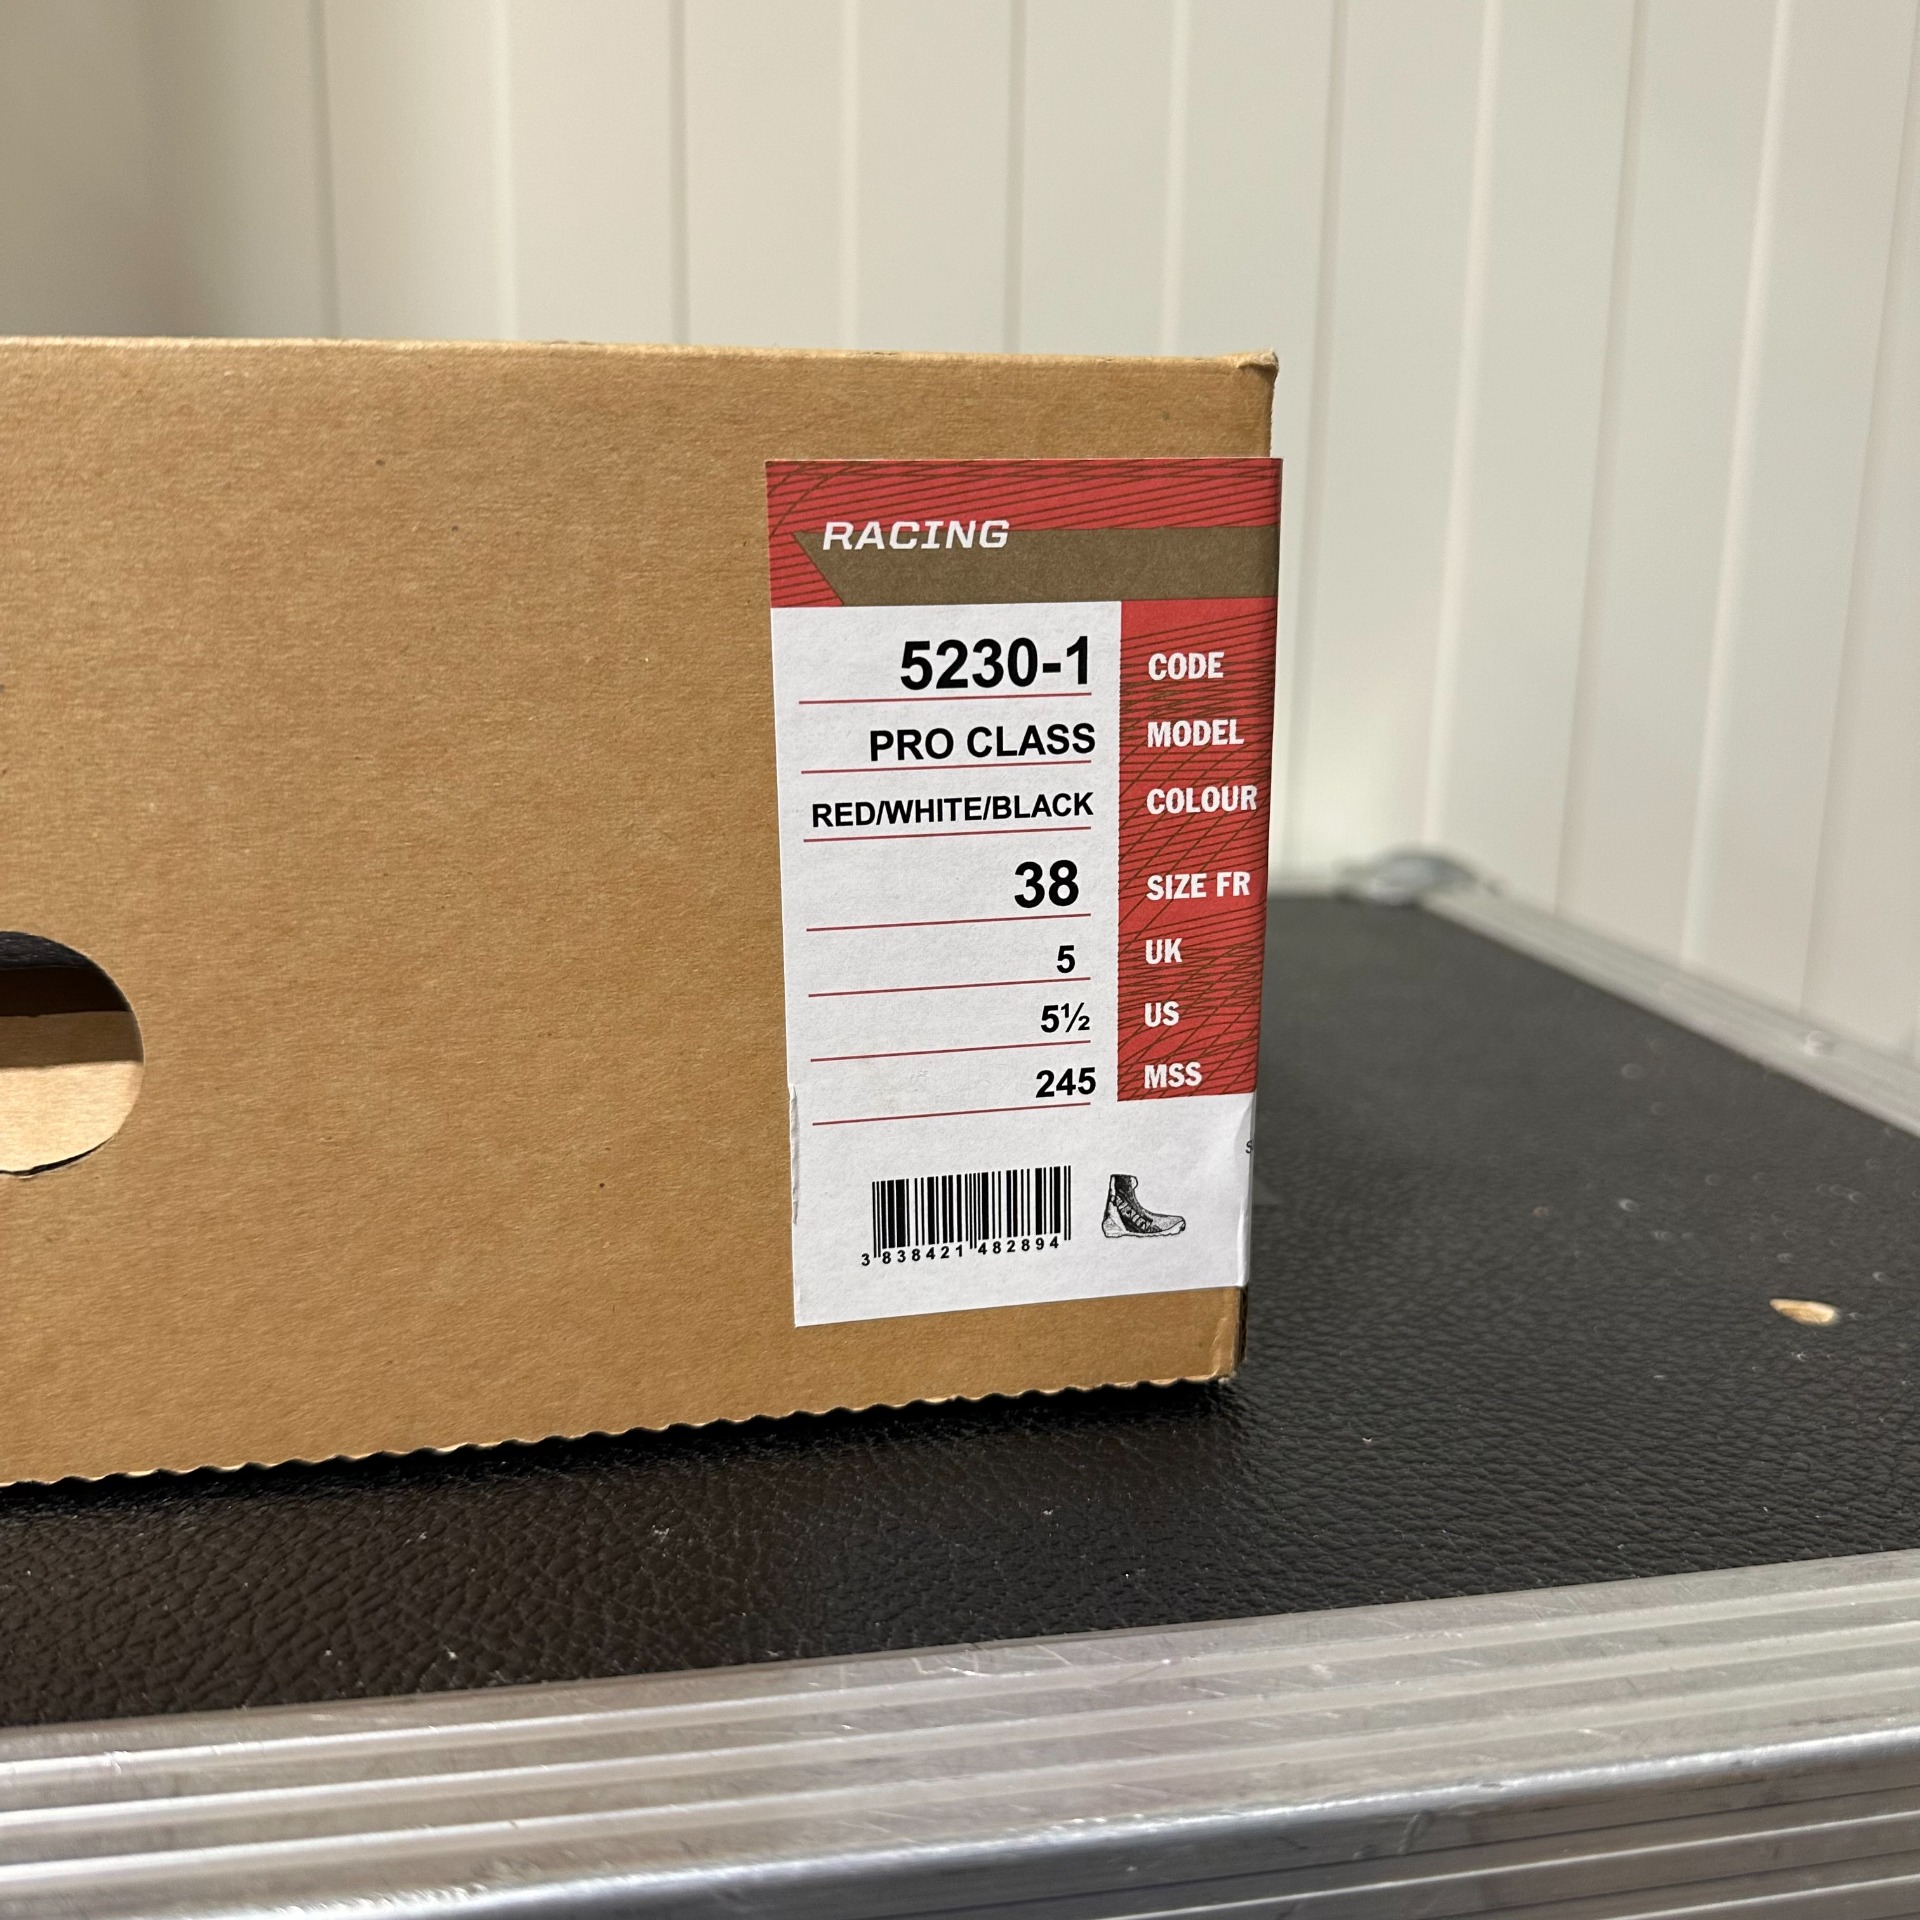 RACING
5230-1 CODE
PRO CLASS MODEL
RED/WHITE/BLACK COLOUR
38 SIZE FR
5 UK
5½ US
245 MSS
3 838421 482894